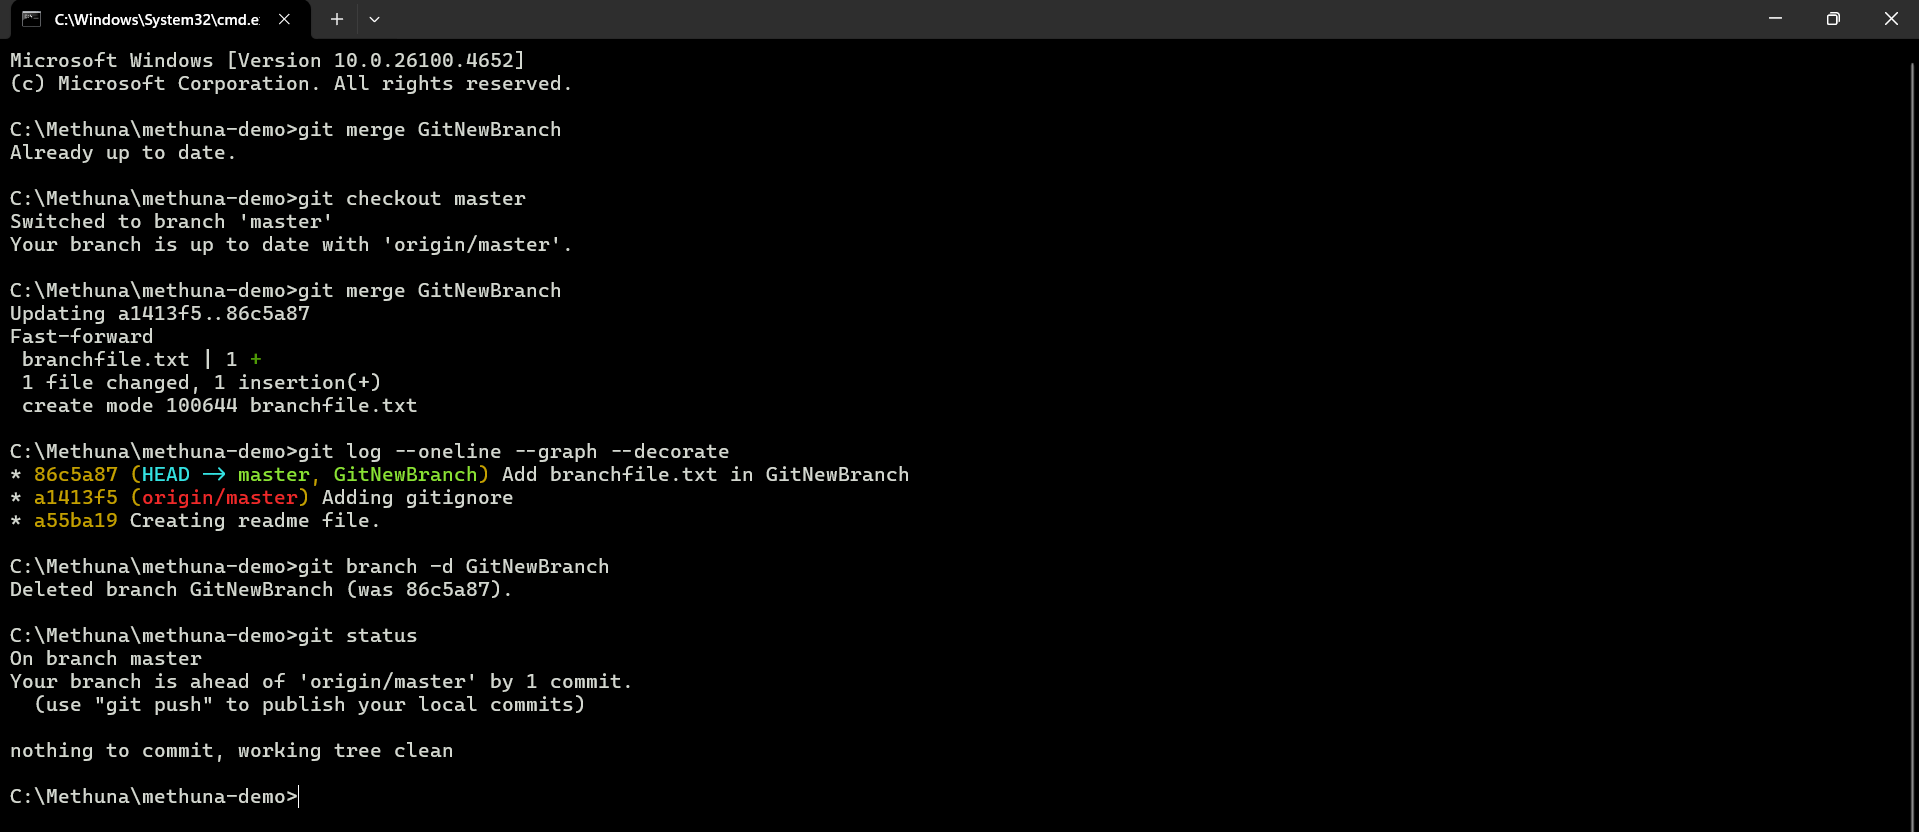 C:\Windows\System32\cmd.e
Microsoft Windows [Version 10.0.26100.4652]
(c) Microsoft Corporation. All rights reserved.
C:\Methuna\methuna-demo>git merge GitNewBranch
Already up to date.
C:\Methuna\methuna-demo>git checkout master
Switched to branch 'master'
Your branch is up to date with 'origin/master'.
C:\Methuna\methuna-demo>git merge GitNewBranch
Updating a1413f5..86c5a87
Fast-forward
 branchfile.txt | 1 +
 1 file changed, 1 insertion(+)
 create mode 100644 branchfile.txt
C:\Methuna\methuna-demo>git log --oneline --graph --decorate
* 86c5a87 (HEAD -> master, GitNewBranch) Add branchfile.txt in GitNewBranch
* a1413f5 (origin/master) Adding gitignore
* a55ba19 Creating readme file.
C:\Methuna\methuna-demo>git branch -d GitNewBranch
Deleted branch GitNewBranch (was 86c5a87).
C:\Methuna\methuna-demo>git status
On branch master
Your branch is ahead of 'origin/master' by 1 commit.
  (use "git push" to publish your local commits)
nothing to commit, working tree clean
C:\Methuna\methuna-demo>